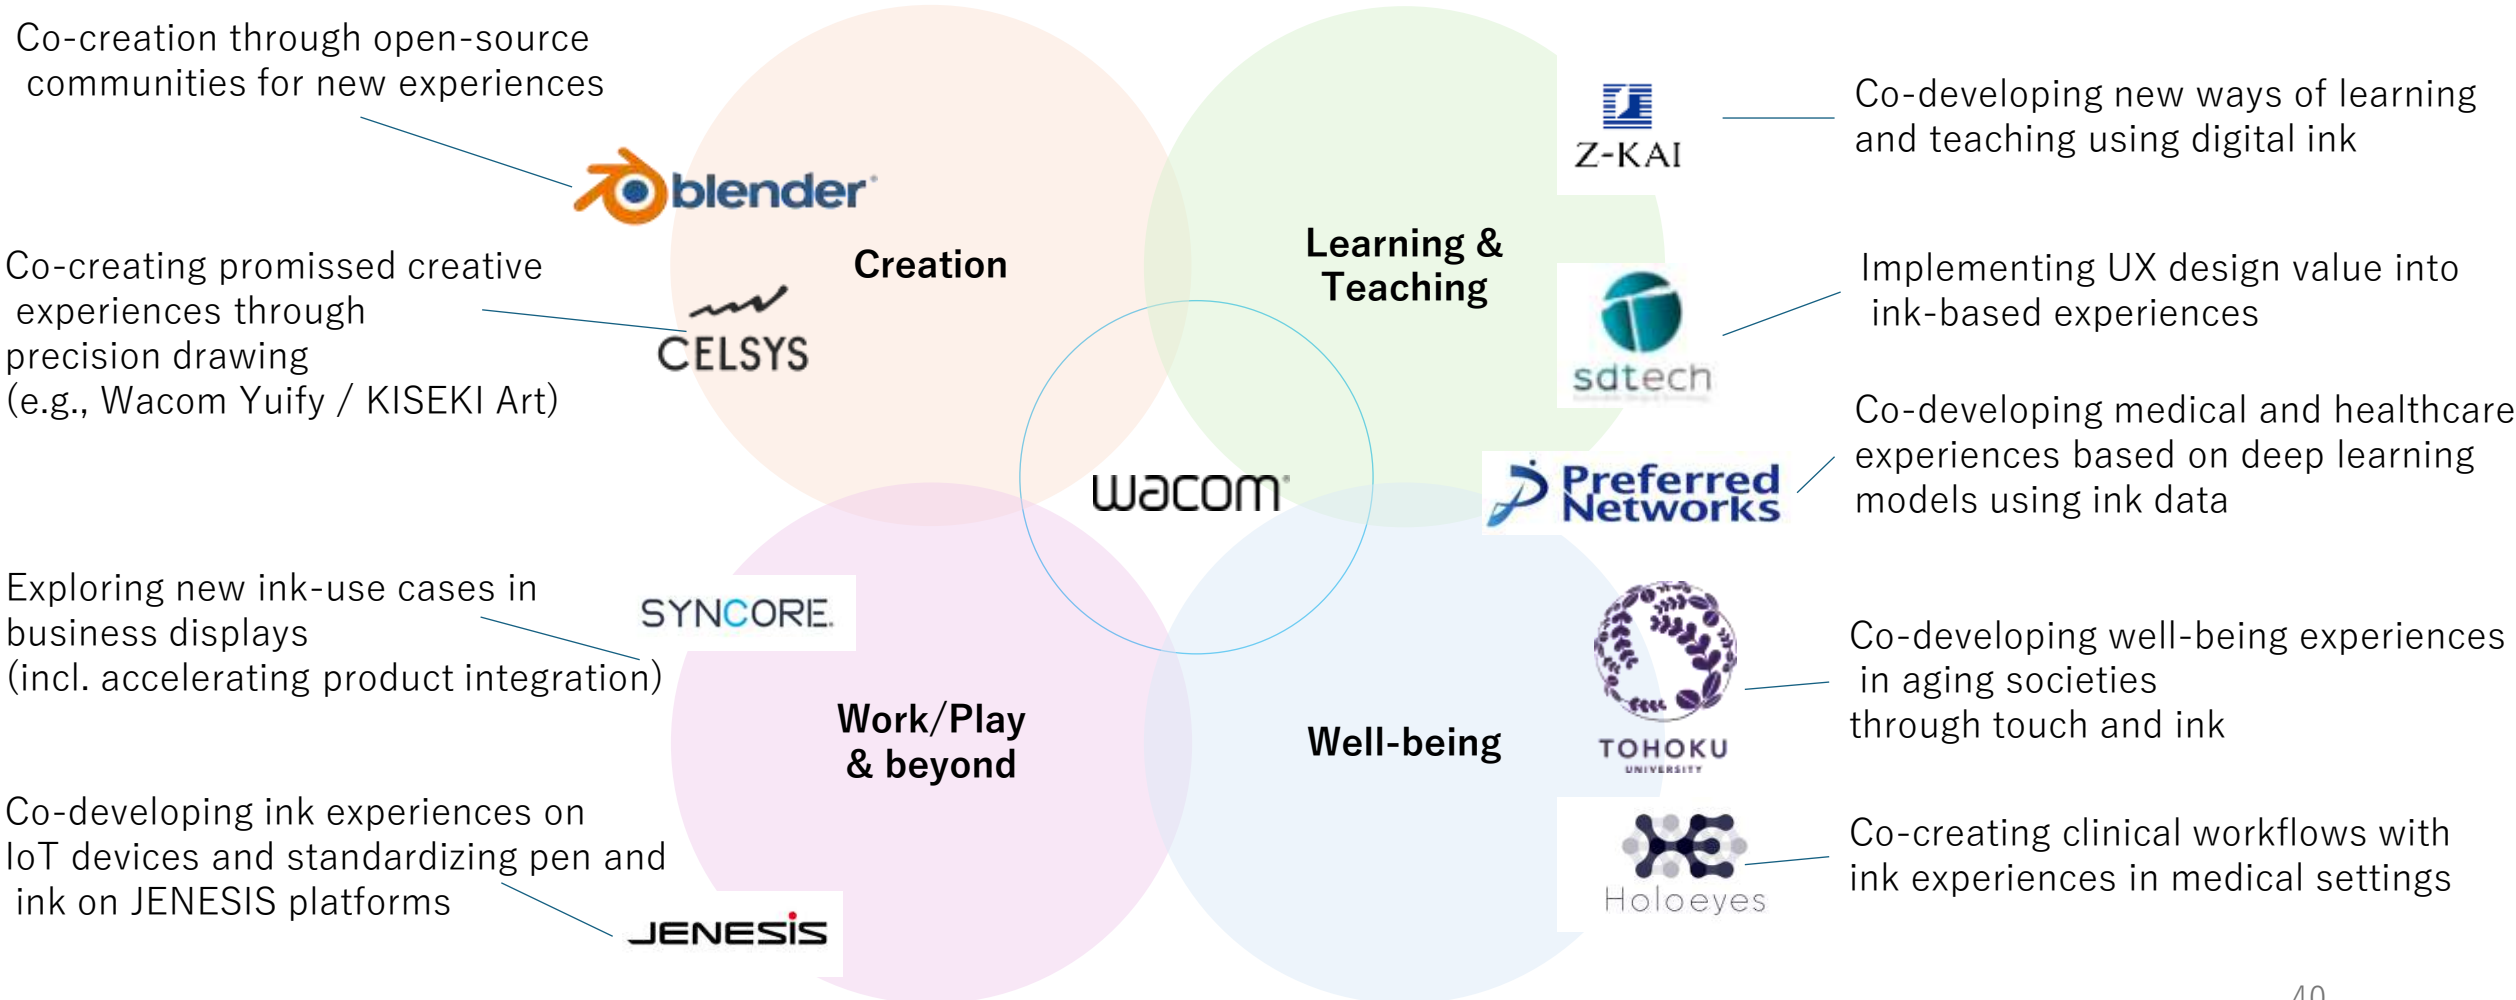 Co-creation through open-source
communities for new experiences
blender
Co-creating promissed creative
experiences through
precision drawing
(e.g., Wacom Yuify / KISEKI Art)
CELSYS
Creation
Learning &
Teaching
Z-KAI
Co-developing new ways of learning
and teaching using digital ink
sdtech
Implementing UX design value into
ink-based experiences
wacom
Preferred
Networks
Co-developing medical and healthcare
experiences based on deep learning
models using ink data
Exploring new ink-use cases in
business displays
(incl. accelerating product integration)
SYNCORE
Work/Play
& beyond
Well-being
TOHOKU
UNIVERSITY
Co-developing well-being experiences
in aging societies
through touch and ink
Co-developing ink experiences on
IoT devices and standardizing pen and
ink on JENESIS platforms
JENESIS
Holoeyes
Co-creating clinical workflows with
ink experiences in medical settings
40